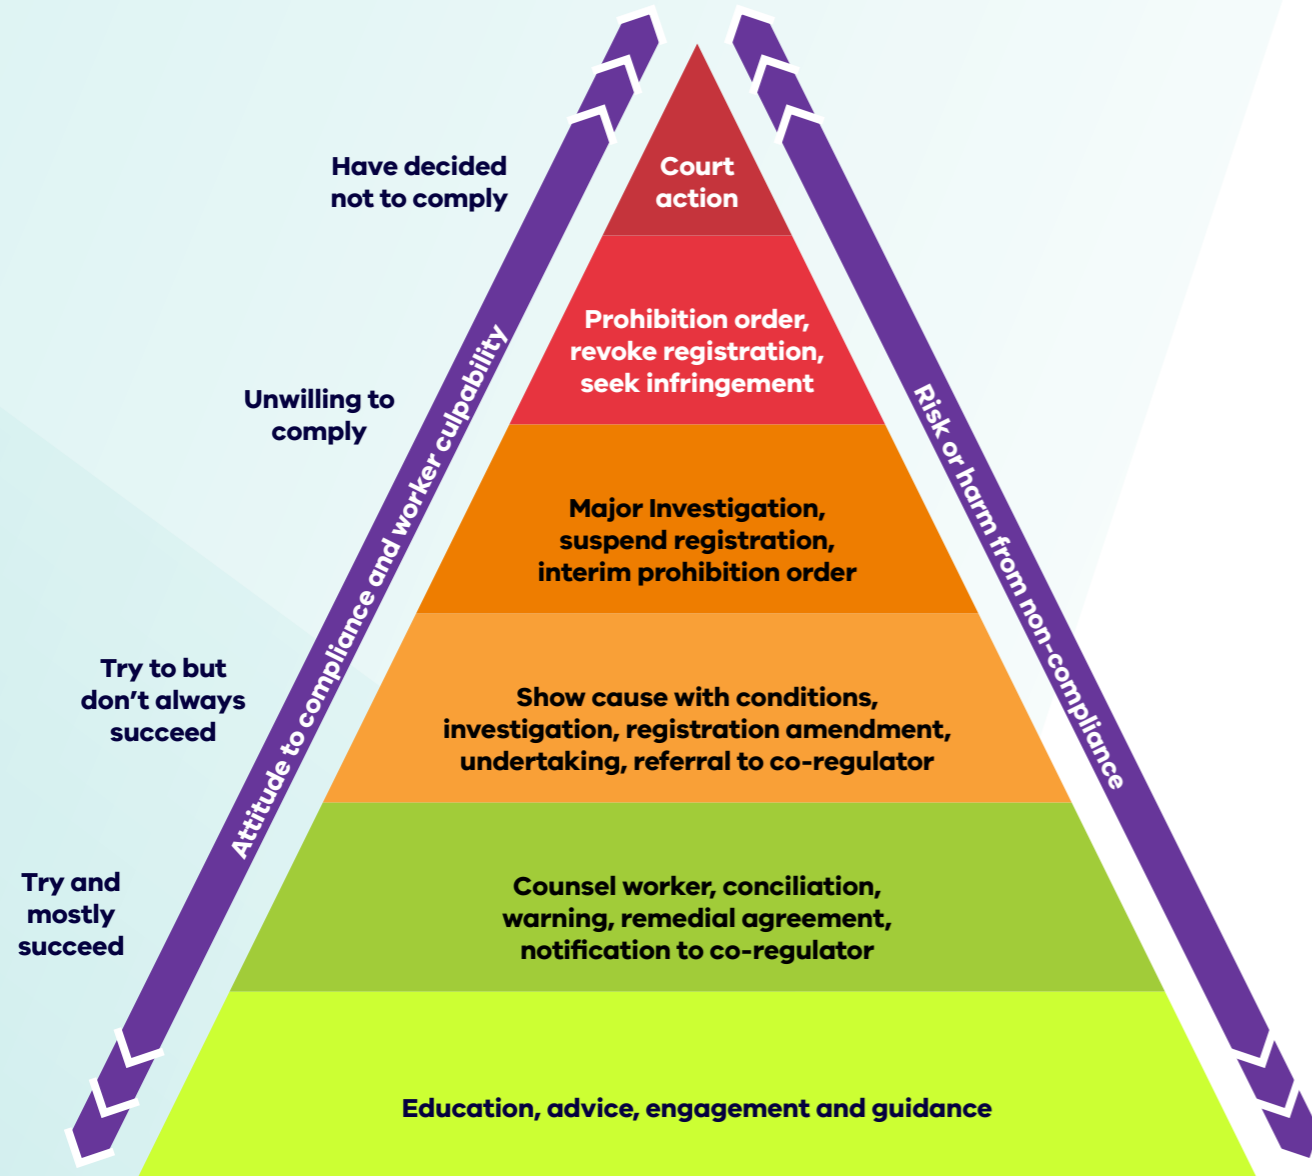 Have decided
not to comply
Court
action
Prohibition order,
revoke registration,
seek infringement
Unwilling to
comply
Major Investigation,
suspend registration,
interim prohibition order
Try to but
don’t always
succeed
Show cause with conditions,
investigation, registration amendment,
undertaking, referral to co-regulator
Try and
mostly
succeed
Counsel worker, conciliation,
warning, remedial agreement,
notification to co-regulator
Education, advice, engagement and guidance
Attitude to compliance and worker culpability
Risk or harm from non-compliance